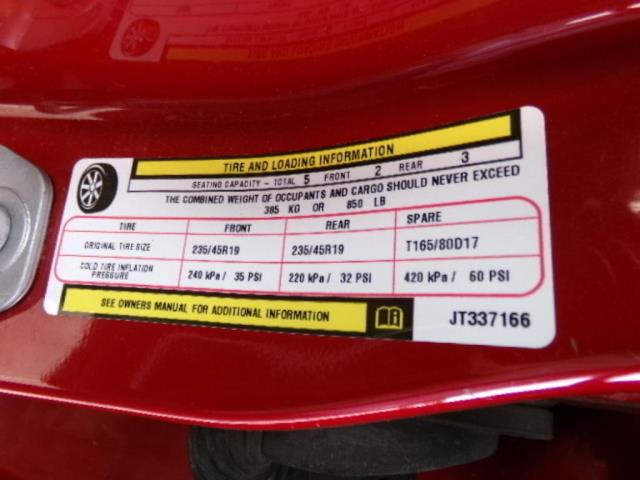 TIRE AND LOADING INFORMATION
SEATING CAPACITY - TOTAL 5 FRONT 2 REAR 3
THE COMBINED WEIGHT OF OCCUPANTS AND CARGO SHOULD NEVER EXCEED
385 KG OR 850 LB
TIRE FRONT REAR SPARE
ORIGINAL TIRE SIZE 235/45R19 235/45R19 T165/80D17
COLD TIRE INFLATION PRESSURE 240 kPa / 35 PSI 220 kPa / 32 PSI 420 kPa / 60 PSI
SEE OWNERS MANUAL FOR ADDITIONAL INFORMATION
JT337166